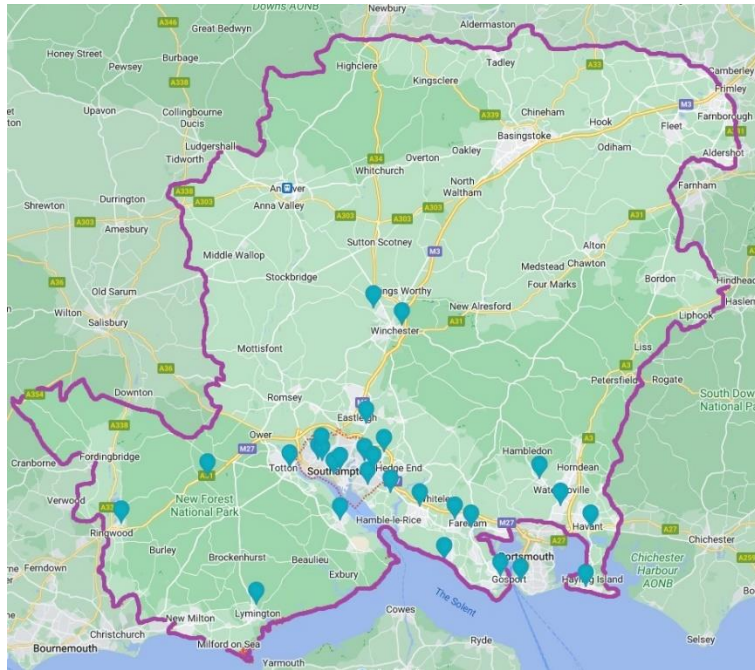 Downs AONB
A346
Great Bedwyn
Newbury
Aldermaston
Honey Street
Burbage
Highclere
Tadley
A33
Pewsey
A338
Kingsclere
Camberley
Frimley
Upavon
Collingbourne
Ducis
A339
Chineham
M3
Hook
Fleet
Farnborough
Basingstoke
Ludgershall
A34
Oakley
Odiham
Aldershot
Tidworth
Overton
Whitchurch
Durrington
A338
A303
Anna Valley
North
Waltham
Farnham
Shrewton
A303
A303
A303
A31
Amesbury
Sutton Scotney
M3
Alton
Middle Wallop
Medstead
Chawton
Bordon
A36
Stockbridge
Four Marks
Hindhead
Old Sarum
New Alresford
Liphook
Wilton
Winchester
A31
Salisbury
Liss
Mottisfont
A3
A36
Petersfield
Rogate
A354
Downton
Romsey
Eastleigh
South Dow
National Par
A338
Ower
A3
Fordingbridge
M27
Hambledon
Cranborne
Totton
Southampton
Hedge End
Horndean
Verwood
New Forest
National Park
Hamble-le-Rice
Fareham
M27
Havant
A27
A27
Ringwood
Chichester
Burley
Beaulieu
Portsmouth
Chichester
Harbour
AONB
Brockenhurst
Exbury
Gosport
Hayling Island
Ferndown
Lymington
The Solent
New Milton
Cowes
Christchurch
Milford on Sea
Ryde
Selsey
Bournemouth
Yarmouth